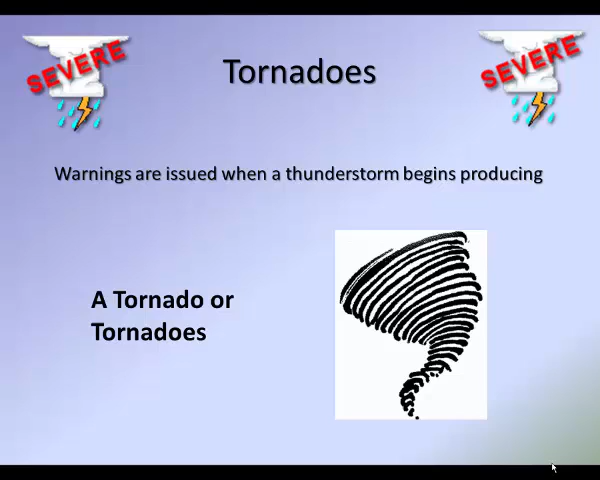 SEVERE
Tornadoes
SEVERE
Warnings are issued when a thunderstorm begins producing
A Tornado or
Tornadoes